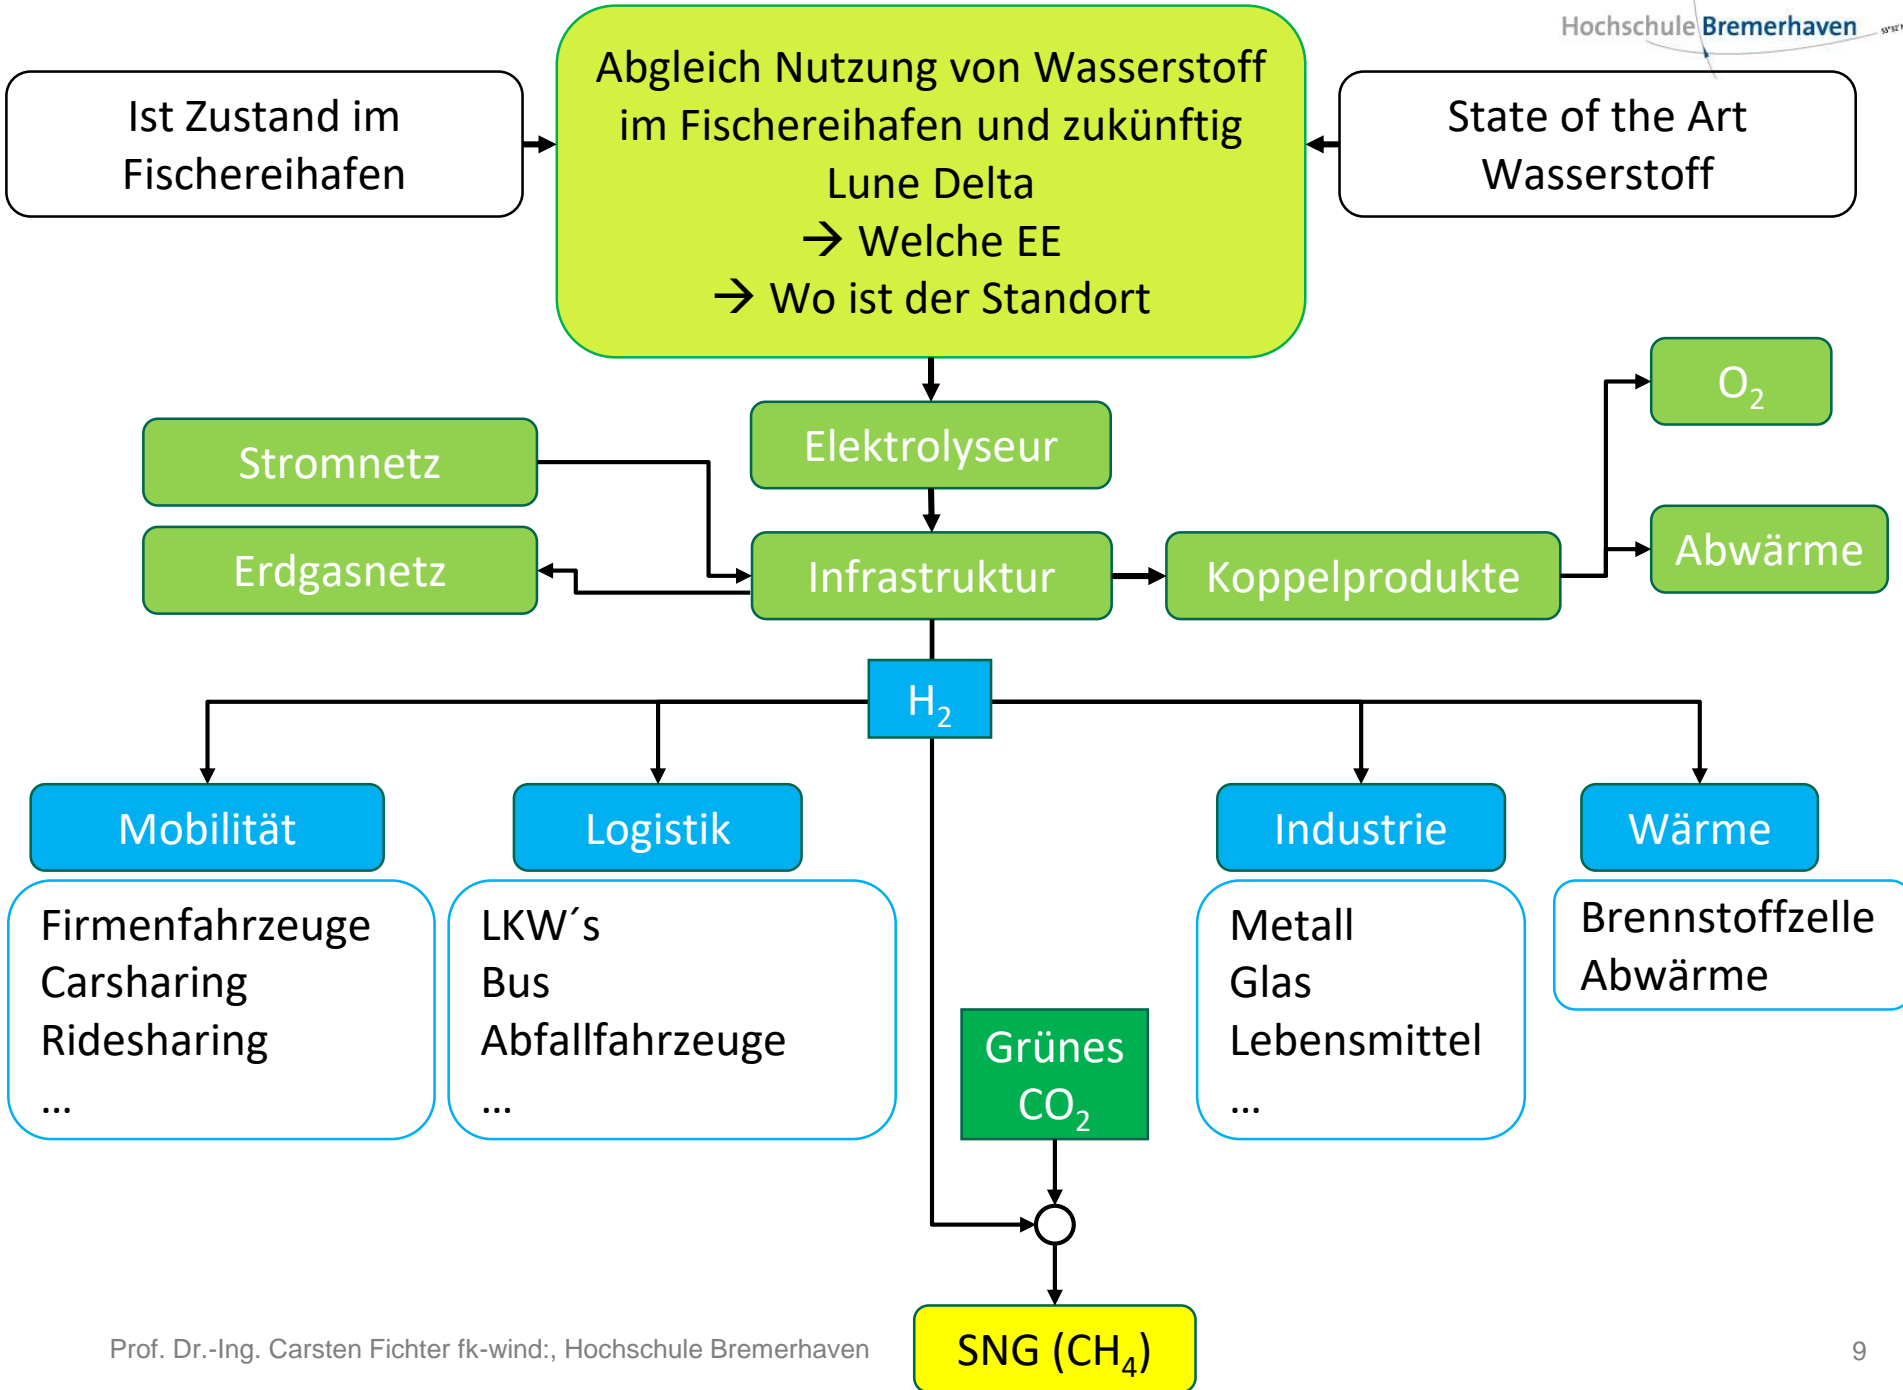 Hochschule Bremerhaven
Ist Zustand im
Fischereihafen
Abgleich Nutzung von Wasserstoff
im Fischereihafen und zukünftig
Lune Delta
→ Welche EE
→ Wo ist der Standort
State of the Art
Wasserstoff
O₂
Stromnetz
Elektrolyseur
Erdgasnetz
Infrastruktur
Koppelprodukte
Abwärme
H₂
Mobilität
Logistik
Industrie
Wärme
Firmenfahrzeuge
Carsharing
Ridesharing
...
LKW´s
Bus
Abfallfahrzeuge
...
Grünes
CO₂
Metall
Glas
Lebensmittel
...
Brennstoffzelle
Abwärme
SNG (CH₄)
Prof. Dr.-Ing. Carsten Fichter fk-wind:, Hochschule Bremerhaven
9